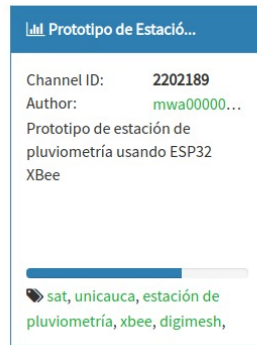 Prototipo de Estació...
Channel ID: 2202189
Author: mwa00000...
Prototipo de estación de
pluviometría usando ESP32
XBee
sat, unicauca, estación de
pluviometría, xbee, digimesh,